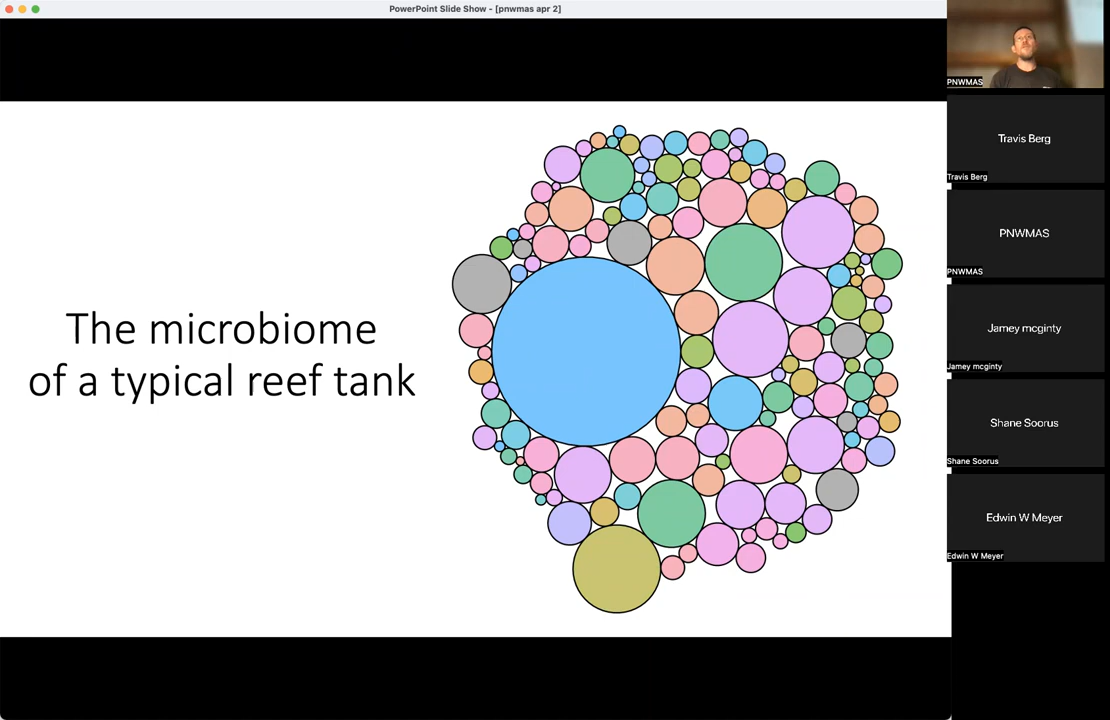 PowerPoint Slide Show - [pnwmas apr 2]
The microbiome
of a typical reef tank
PNWMAS
Travis Berg
Travis Berg
PNWMAS
PNWMAS
Jamey mcginty
Jamey mcginty
Shane Soorus
Shane Soorus
Edwin W Meyer
Edwin W Meyer